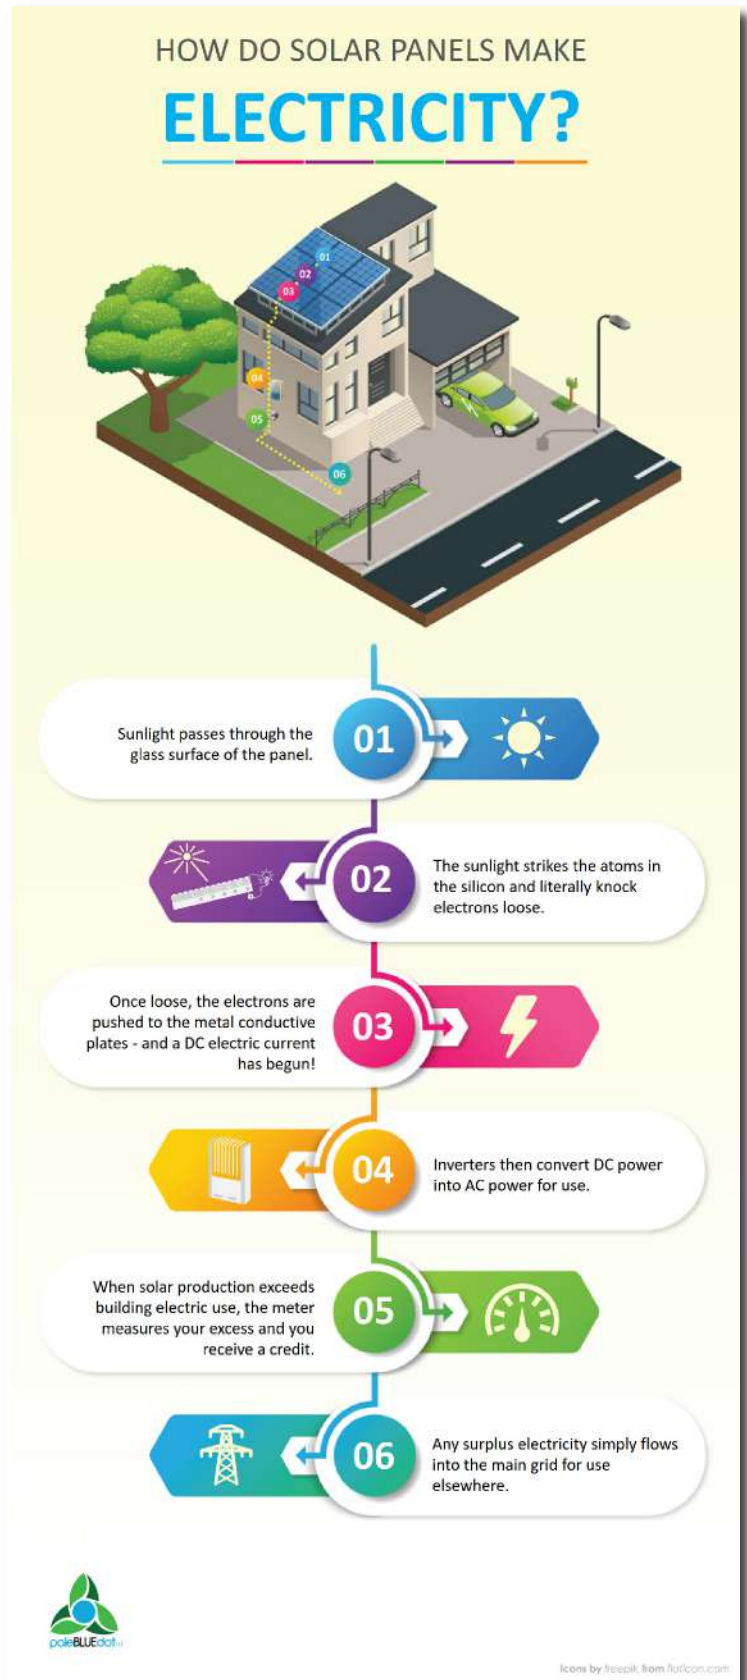 HOW DO SOLAR PANELS MAKE
ELECTRICITY?
01
02
03
04
05
06
Sunlight passes through the
glass surface of the panel.
01
02
The sunlight strikes the atoms in
the silicon and literally knock
electrons loose.
Once loose, the electrons are
pushed to the metal conductive
plates - and a DC electric current
has begun!
03
04
Inverters then convert DC power
into AC power for use.
When solar production exceeds
building electric use, the meter
measures your excess and you
receive a credit.
05
06
Any surplus electricity simply flows
into the main grid for use
elsewhere.
paleBLUEdot
Icons by freepik from flaticon.com